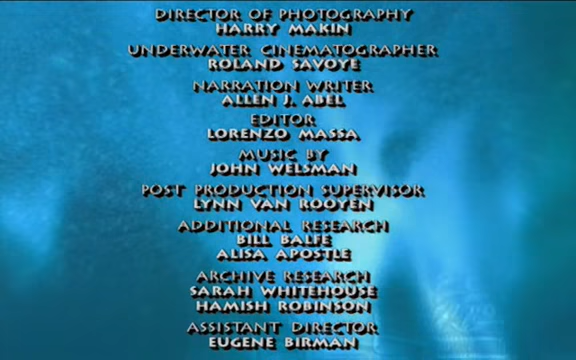 DIRECTOR OF PHOTOGRAPHY
HARRY MAKIN
UNDERWATER CINEMATOGRAPHER
ROLAND SAVOYE
NARRATION WRITER
ALLEN J. ABEL
EDITOR
LORENZO MASSA
MUSIC BY
JOHN WELSMAN
POST PRODUCTION SUPERVISOR
LYNN VAN ROOYEN
ADDITIONAL RESEARCH
BILL BALFE
ALISA APOSTLE
ARCHIVE RESEARCH
SARAH WHITEHOUSE
HAMISH ROBINSON
ASSISTANT DIRECTOR
EUGENE BIRMAN